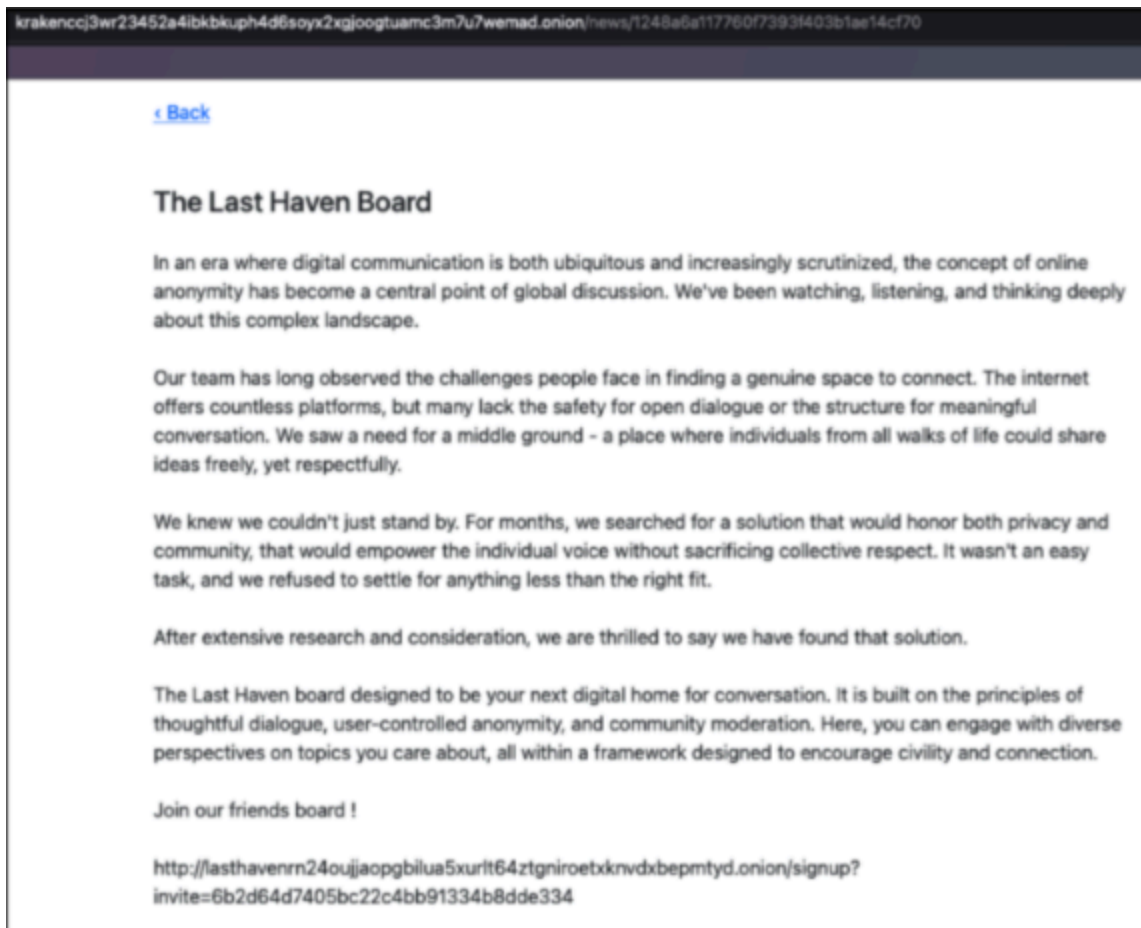 krakenccj3wr23452a4ibkbkuph4d6soyx2xgjoogtuamc3m7u7wemad.onion/news/1248a6a117760f7393f403b1ae14cf70
‹ Back
The Last Haven Board
In an era where digital communication is both ubiquitous and increasingly scrutinized, the concept of online
anonymity has become a central point of global discussion. We've been watching, listening, and thinking deeply
about this complex landscape.
Our team has long observed the challenges people face in finding a genuine space to connect. The internet
offers countless platforms, but many lack the safety for open dialogue or the structure for meaningful
conversation. We saw a need for a middle ground - a place where individuals from all walks of life could share
ideas freely, yet respectfully.
We knew we couldn't just stand by. For months, we searched for a solution that would honor both privacy and
community, that would empower the individual voice without sacrificing collective respect. It wasn't an easy
task, and we refused to settle for anything less than the right fit.
After extensive research and consideration, we are thrilled to say we have found that solution.
The Last Haven board designed to be your next digital home for conversation. It is built on the principles of
thoughtful dialogue, user-controlled anonymity, and community moderation. Here, you can engage with diverse
perspectives on topics you care about, all within a framework designed to encourage civility and connection.
Join our friends board !
http://lasthavenrn24oujjaopgbilua5xurlt64ztgniroetxknvdxbepmtyd.onion/signup?
invite=6b2d64d7405bc22c4bb91334b8dde334